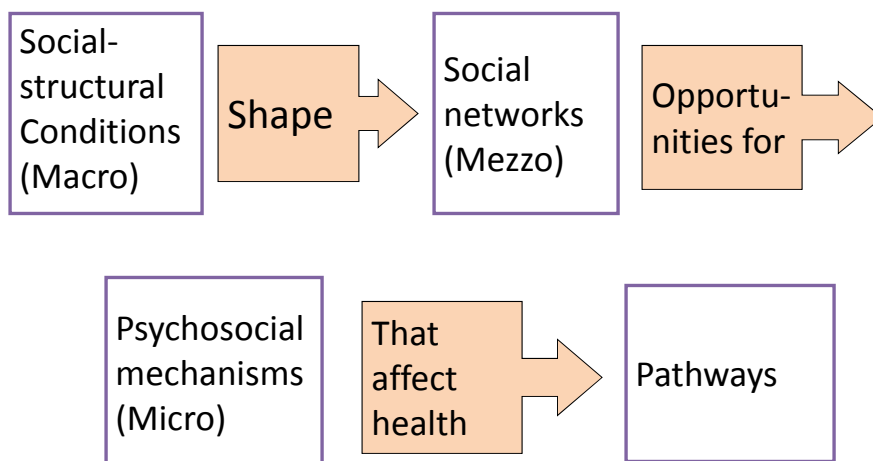 Social-
structural
Conditions
(Macro)
Shape
Social
networks
(Mezzo)
Opportu-
nities for
Psychosocial
mechanisms
(Micro)
That
affect
health
Pathways